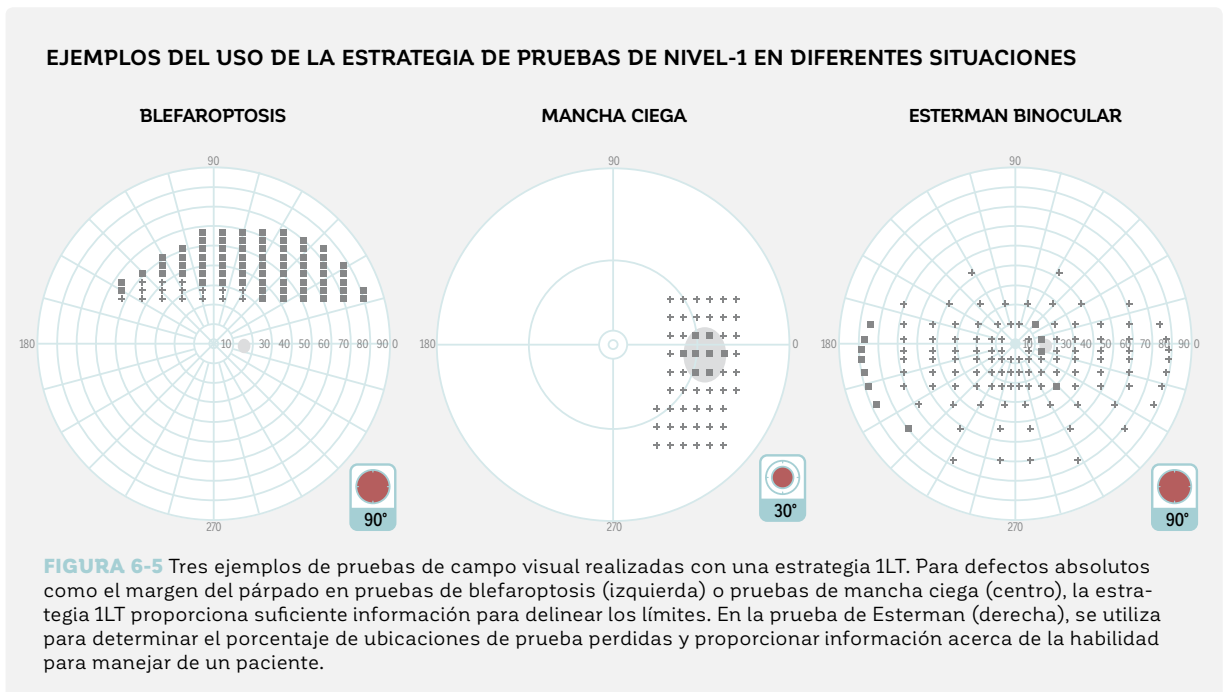 EJEMPLOS DEL USO DE LA ESTRATEGIA DE PRUEBAS DE NIVEL-1 EN DIFERENTES SITUACIONES
BLEFAROPTOSIS
MANCHA CIEGA
ESTERMAN BINOCULAR
90
90
180 10 30 40 50 60 70 80 90 0
0
180 10 30 40 50 60 70 80 90 0
270
270
270
90°
30°
90°
FIGURA 6-5 Tres ejemplos de pruebas de campo visual realizadas con una estrategia 1LT. Para defectos absolutos
como el margen del párpado en pruebas de blefaroptosis (izquierda) o pruebas de mancha ciega (centro), la estra-
tegia 1LT proporciona suficiente información para delinear los límites. En la prueba de Esterman (derecha), se utiliza
para determinar el porcentaje de ubicaciones de prueba perdidas y proporcionar información acerca de la habilidad
para manejar de un paciente.